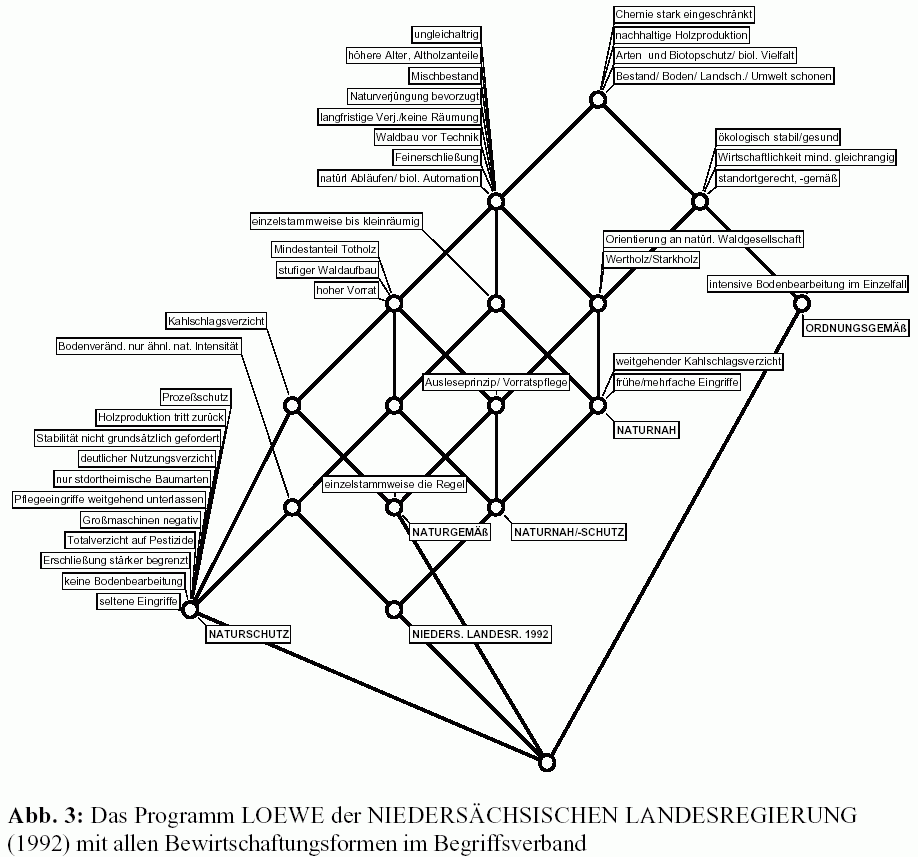 Chemie stark eingeschränkt
nachhaltige Holzproduktion
Arten und Biotopschutz/ biol. Vielfalt
Bestand/ Boden/ Landsch./ Umwelt schonen
ungleichaltrig
höhere Alter, Altholzanteile
Mischbestand
Naturverjüngung bevorzugt
langfristige Verj./keine Räumung
Waldbau vor Technik
Feinerschließung
natürl Abläufen/ biol. Automation
ökologisch stabil/gesund
Wirtschaftlichkeit mind. gleichrangig
standortgerecht, -gemäß
einzelstammweise bis kleinräumig
Orientierung an natürl. Waldgesellschaft
Wertholz/Starkholz
Mindestanteil Totholz
stufiger Waldaufbau
hoher Vorrat
intensive Bodenbearbeitung im Einzelfall
ORDNUNGSGEMÄß
Kahlschlagsverzicht
Bodenveränd. nur ähnl. nat. Intensität
weitgehender Kahlschlagsverzicht
frühe/mehrfache Eingriffe
NATURNAH
Ausleseprinzip/ Vorratspflege
Prozeßschutz
Holzproduktion tritt zurück
Stabilität nicht grundsätzlich gefordert
deutlicher Nutzungsverzicht
nur stdortheimische Baumarten
Pflegeeingriffe weitgehend unterlassen
Großmaschinen negativ
Totalverzicht auf Pestizide
Erschließung stärker begrenzt
keine Bodenbearbeitung
seltene Eingriffe
NATURSCHUTZ
einzelstammweise die Regel
NATURGEMÄß
NATURNAH/-SCHUTZ
NIEDERS. LANDESR. 1992
Abb. 3: Das Programm LOEWE der NIEDERSÄCHSISCHEN LANDESREGIERUNG
(1992) mit allen Bewirtschaftungsformen im Begriffsverband